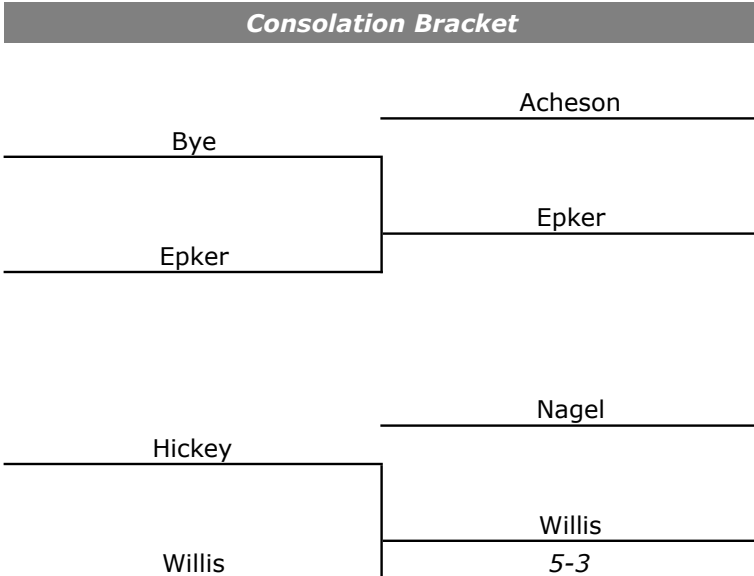 Consolation Bracket
Acheson
Bye
Epker
Epker
Nagel
Hickey
Willis
Willis
5-3